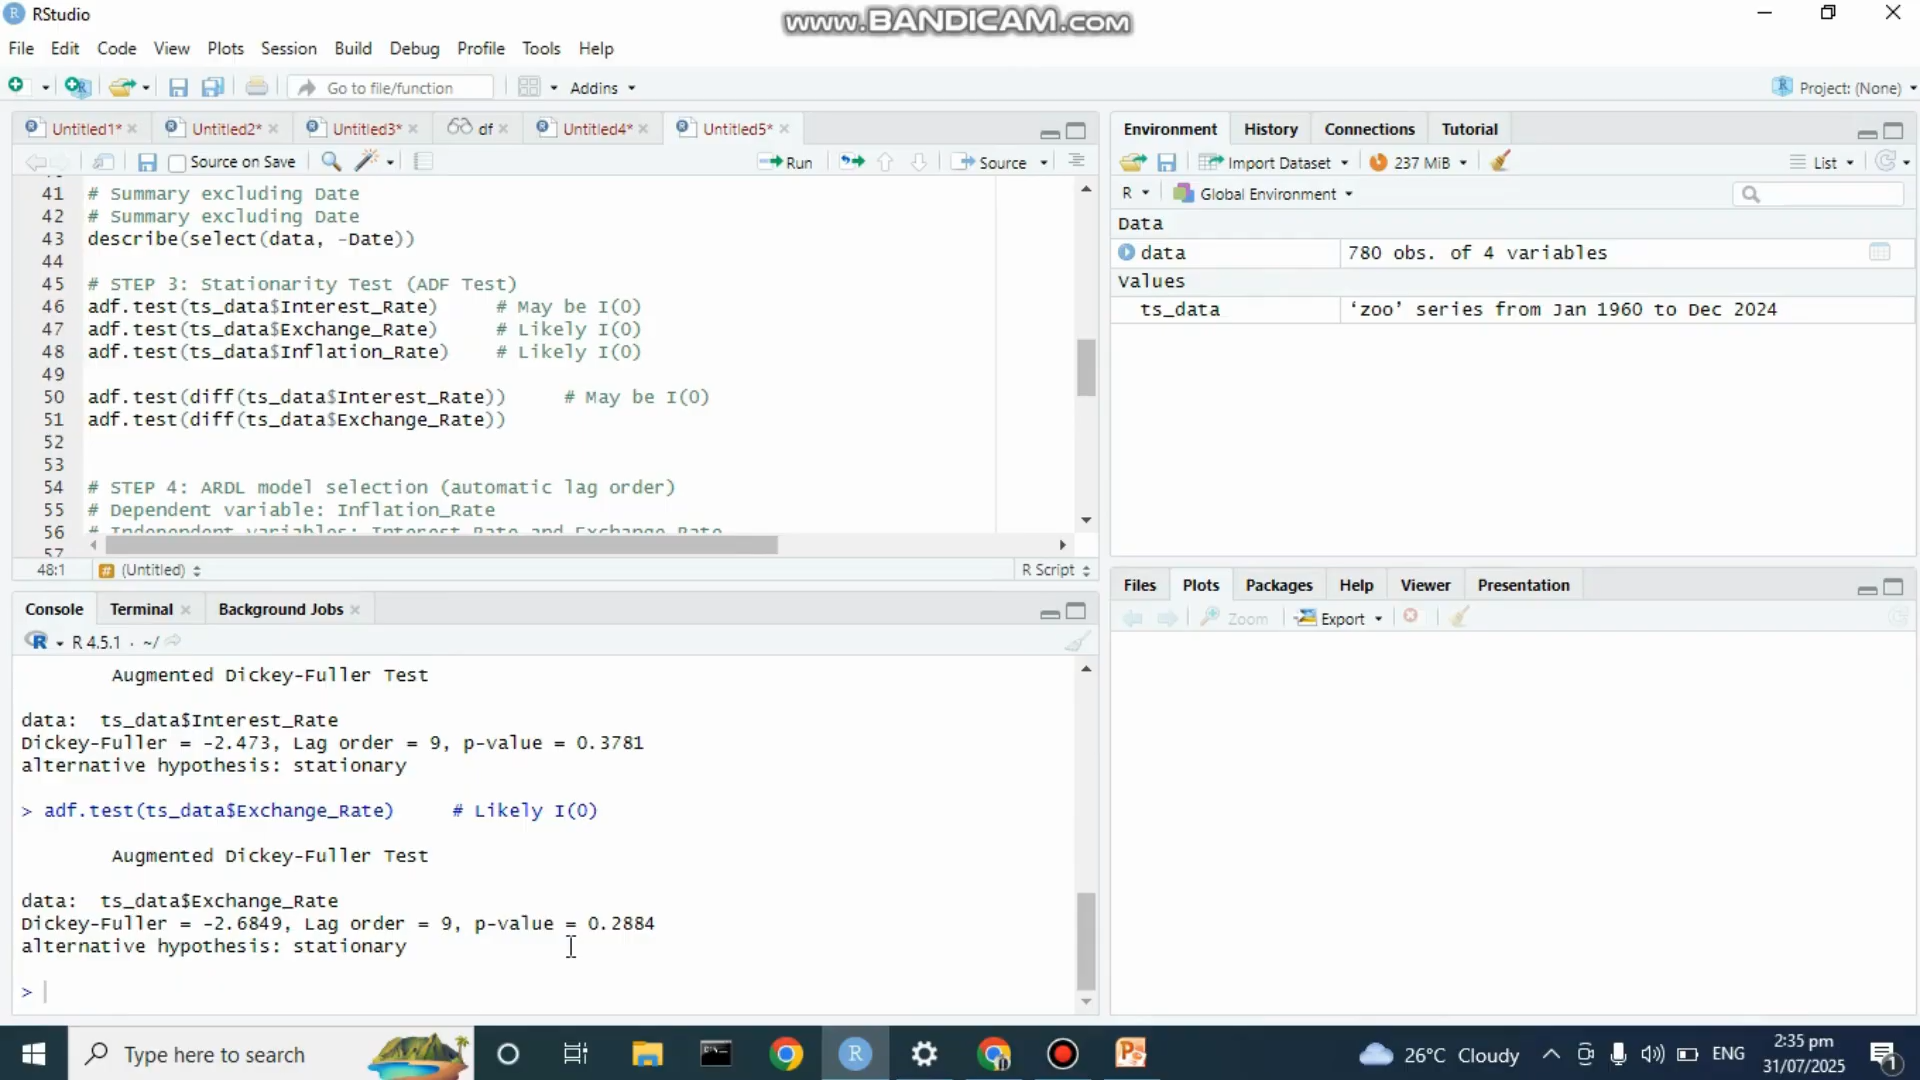 RStudio
www.BANDICAM.com
File Edit Code View Plots Session Build Debug Profile Tools Help
Go to file/function Addins Project: (None)
Untitled1* Untitled2* Untitled3* df Untitled4* Untitled5*
Source on Save Run Source
41 # Summary excluding Date
42 # Summary excluding Date
43 describe(select(data, -Date))
44
45 # STEP 3: Stationarity Test (ADF Test)
46 adf.test(ts_data$Interest_Rate) # May be I(0)
47 adf.test(ts_data$Exchange_Rate) # Likely I(0)
48 adf.test(ts_data$Inflation_Rate) # Likely I(0)
49
50 adf.test(diff(ts_data$Interest_Rate)) # May be I(0)
51 adf.test(diff(ts_data$Exchange_Rate))
52
53
54 # STEP 4: ARDL model selection (automatic lag order)
55 # Dependent variable: Inflation_Rate
56 # Independent variables: Interest_Rate and Exchange_Rate
57
48:1 (Untitled) R Script
Console Terminal Background Jobs
R 4.5.1 · ~/
Augmented Dickey-Fuller Test
data: ts_data$Interest_Rate
Dickey-Fuller = -2.473, Lag order = 9, p-value = 0.3781
alternative hypothesis: stationary
> adf.test(ts_data$Exchange_Rate) # Likely I(0)
Augmented Dickey-Fuller Test
data: ts_data$Exchange_Rate
Dickey-Fuller = -2.6849, Lag order = 9, p-value = 0.2884
alternative hypothesis: stationary
>
Environment History Connections Tutorial
Import Dataset 237 MiB List
R Global Environment
Data
data 780 obs. of 4 variables
Values
ts_data ‘zoo’ series from Jan 1960 to Dec 2024
Files Plots Packages Help Viewer Presentation
Zoom Export
Type here to search
26°C Cloudy ENG
2:35 pm
31/07/2025
1